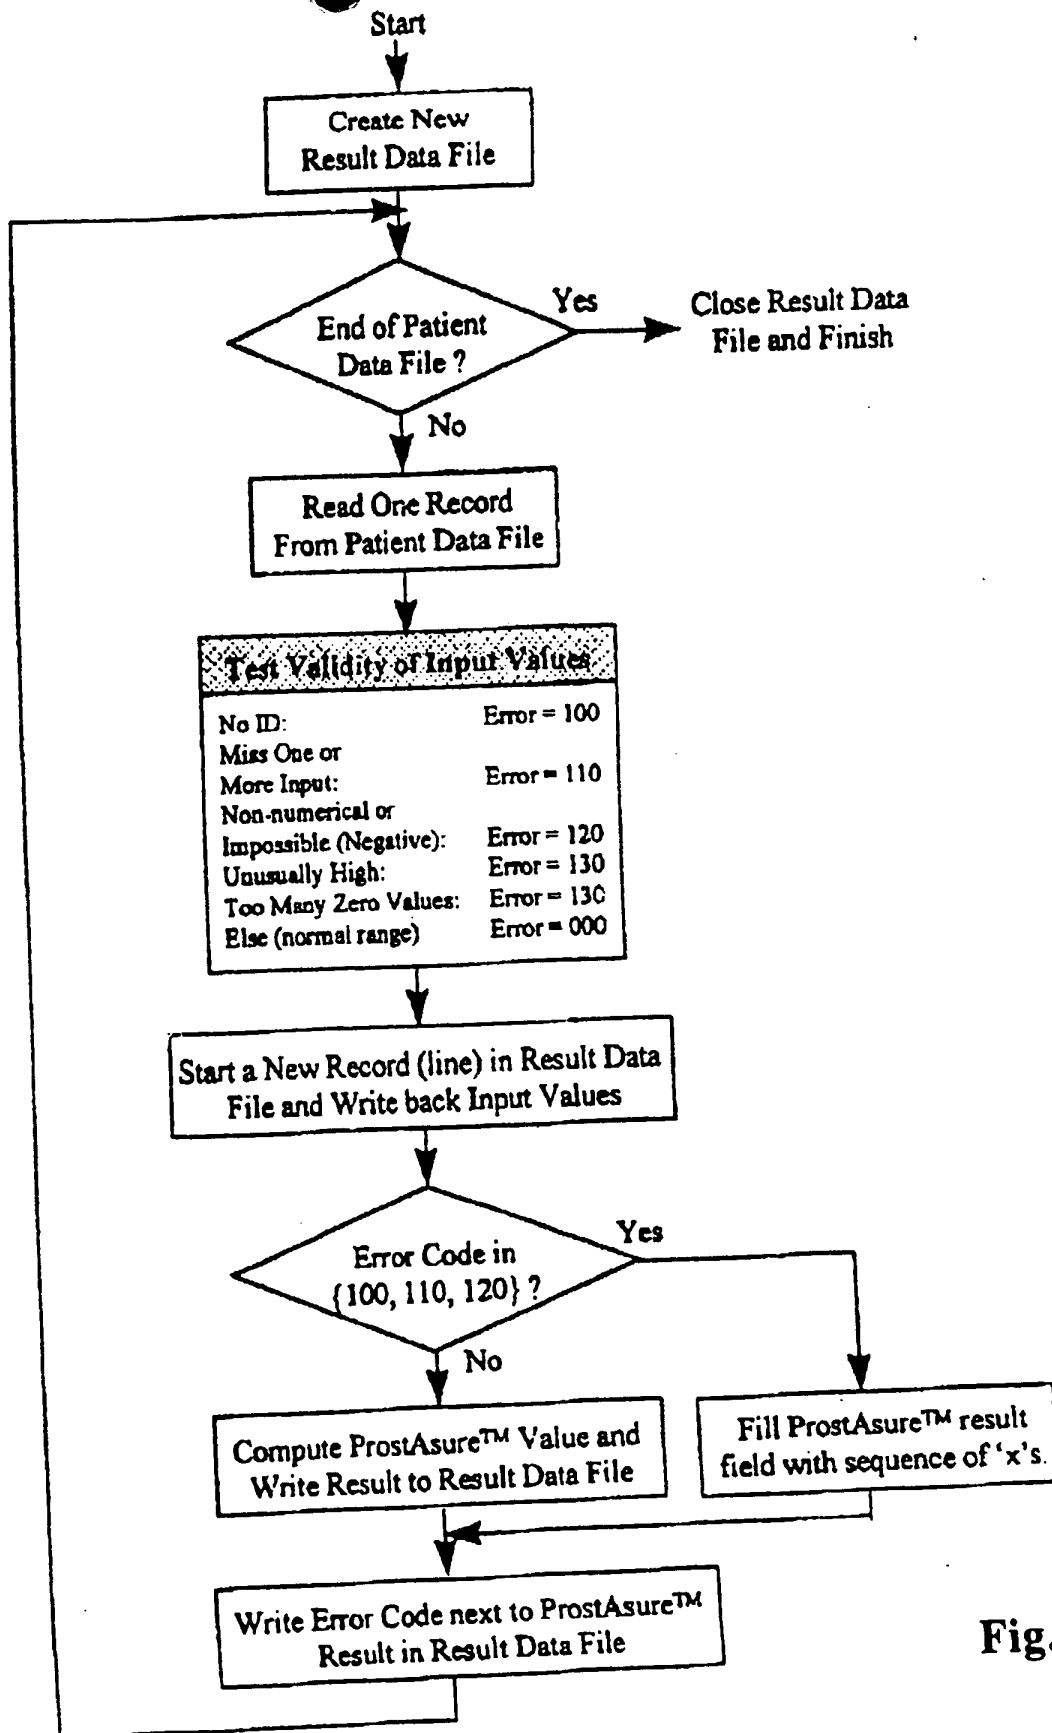 Start
Create New
Result Data File
End of Patient
Data File ?
Yes
Close Result Data
File and Finish
No
Read One Record
From Patient Data File
Test Validity of Input Values
No ID: Error = 100
Miss One or
More Input: Error = 110
Non-numerical or
Impossible (Negative): Error = 120
Unusually High: Error = 130
Too Many Zero Values: Error = 130
Else (normal range) Error = 000
Start a New Record (line) in Result Data
File and Write back Input Values
Error Code in
{100, 110, 120} ?
Yes
No
Compute ProstAsure™ Value and
Write Result to Result Data File
Fill ProstAsure™ result
field with sequence of ‘x’s.
Write Error Code next to ProstAsure™
Result in Result Data File
Fig.